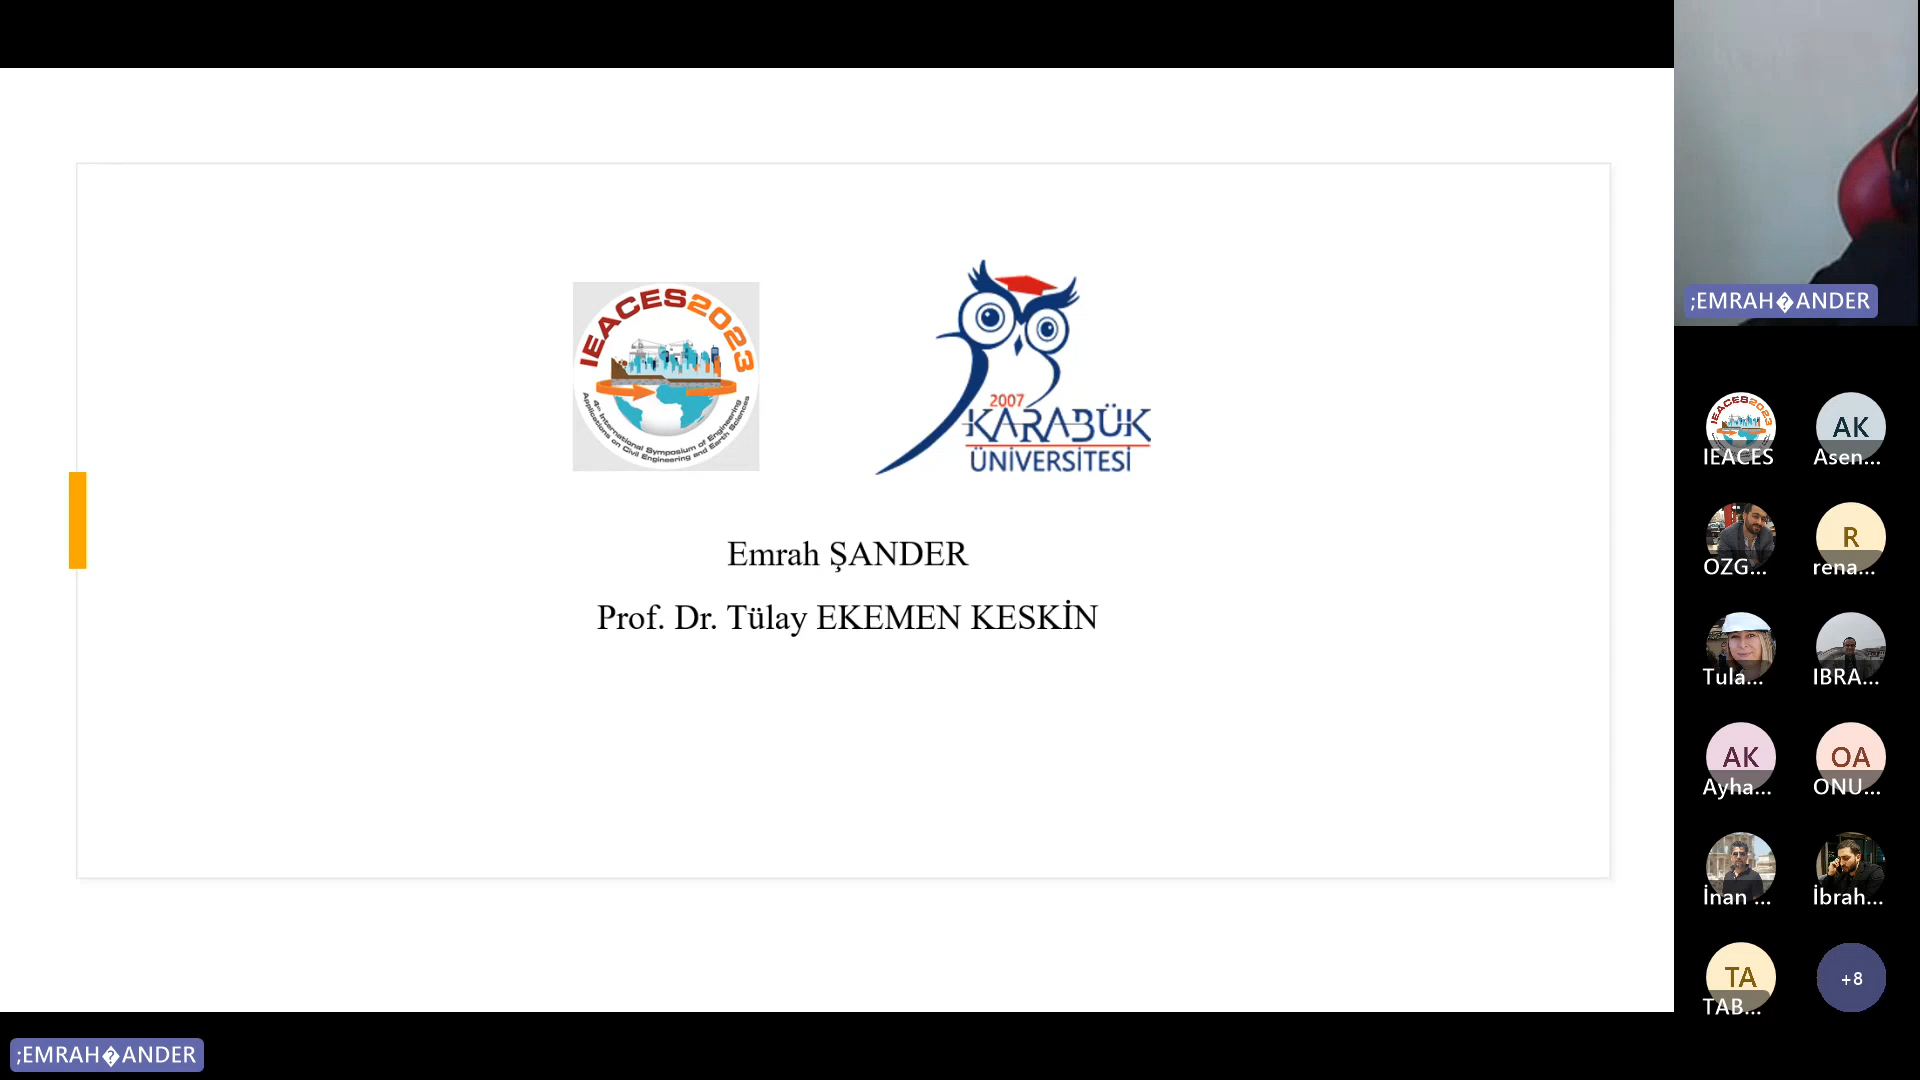 IEACES2023
4th International Symposium of Engineering
Applications on Civil Engineering and Earth Sciences
2007
KARABÜK
ÜNİVERSİTESİ
Emrah ŞANDER
Prof. Dr. Tülay EKEMEN KESKİN
;EMRAH�ANDER
IEACES2023
IEACES
AK
Asen...
OZG...
R
rena...
Tula...
IBRA...
AK
Ayha...
OA
ONU...
İnan ...
İbrah...
TA
TAB...
+8
;EMRAH�ANDER